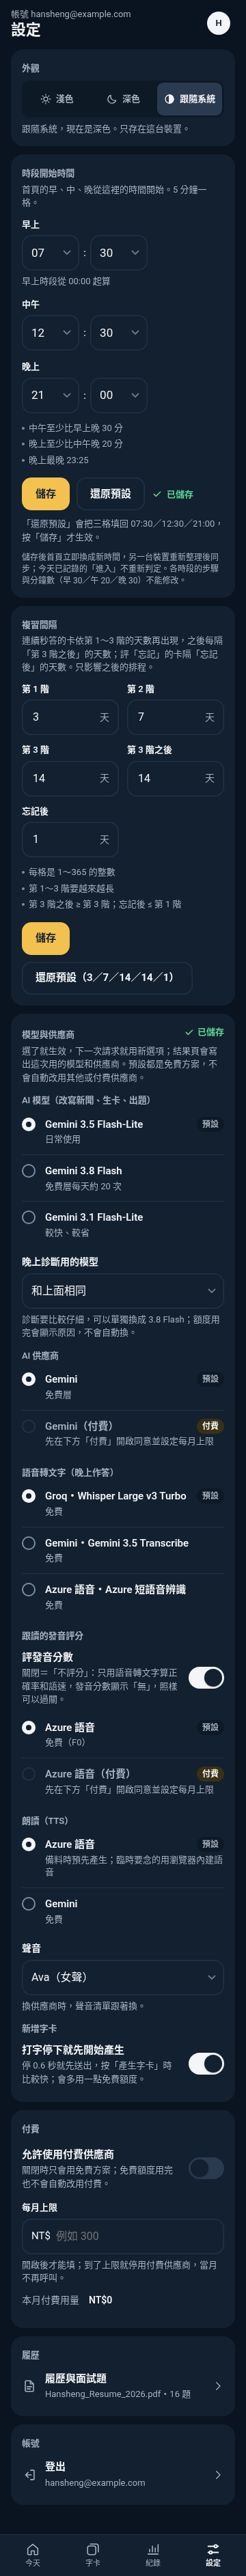 帳號 hansheng@example.com
設定
H
外觀
淺色
深色
跟隨系統
跟隨系統，現在是深色。只存在這台裝置。
時段開始時間
首頁的早、中、晚從這裡的時間開始。5 分鐘一
格。
早上
07 : 30
早上時段從 00:00 起算
中午
12 : 30
晚上
21 : 00
• 中午至少比早上晚 30 分
• 晚上至少比中午晚 20 分
• 晚上最晚 23:25
儲存
還原預設
已儲存
「還原預設」會把三格填回 07:30／12:30／21:00，
按「儲存」才生效。
儲存後首頁立即換成新時間，另一台裝置重新整理後同
步；今天已記錄的「進入」不重新判定。各時段的步驟
與分鐘數（早 30／午 20／晚 30）不能修改。
複習間隔
連續秒答的卡依第 1～3 階的天數再出現，之後每隔
「第 3 階之後」的天數；評「忘記」的卡隔「忘記
後」的天數。只影響之後的排程。
第 1 階
3 天
第 2 階
7 天
第 3 階
14 天
第 3 階之後
14 天
忘記後
1 天
• 每格是 1～365 的整數
• 第 1～3 階要越來越長
• 第 3 階之後 ≥ 第 3 階；忘記後 ≤ 第 1 階
儲存
還原預設（3／7／14／14／1）
模型與供應商
已儲存
選了就生效，下一次請求就用新選項；結果頁會寫
出這次用的模型和供應商。預設都是免費方案，不
會自動改用其他或付費供應商。
AI 模型（改寫新聞、生卡、出題）
Gemini 3.5 Flash-Lite
預設
日常使用
Gemini 3.8 Flash
免費層每天約 20 次
Gemini 3.1 Flash-Lite
較快、較省
晚上診斷用的模型
和上面相同
診斷要比較仔細，可以單獨換成 3.8 Flash；額度用
完會顯示原因，不會自動換。
AI 供應商
Gemini
預設
免費層
Gemini（付費）
付費
先在下方「付費」開啟同意並設定每月上限
語音轉文字（晚上作答）
Groq・Whisper Large v3 Turbo
預設
免費
Gemini・Gemini 3.5 Transcribe
免費
Azure 語音・Azure 短語音辨識
免費
跟讀的發音評分
評發音分數
關閉＝「不評分」：只用語音轉文字算正
確率和語速，發音分數顯示「無」，照樣
可以過關。
Azure 語音
預設
免費（F0）
Azure 語音（付費）
付費
先在下方「付費」開啟同意並設定每月上限
朗讀（TTS）
Azure 語音
預設
備料時預先產生；臨時要念的用瀏覽器內建語
音
Gemini
免費
聲音
Ava（女聲）
換供應商時，聲音清單跟著換。
新增字卡
打字停下就先開始產生
停 0.6 秒就先送出，按「產生字卡」時
比較快；會多用一點免費額度。
付費
允許使用付費供應商
關閉時只會用免費方案；免費額度用完
也不會自動改用付費。
每月上限
NT$ 例如 300
開啟後才能填；到了上限就停用付費供應商，當月
不再呼叫。
本月付費用量 NT$0
履歷
履歷與面試題
Hansheng_Resume_2026.pdf・16 題
帳號
登出
hansheng@example.com
今天
字卡
紀錄
設定